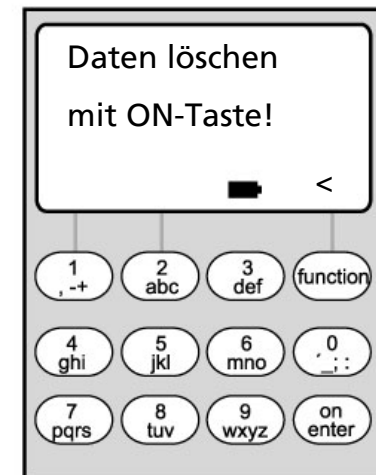 Daten löschen
mit ON-Taste!
<
1 2 3 function
, -+ abc def
4 5 6 0
ghi jkl mno ´_; :
7 8 9 on
pqrs tuv wxyz enter